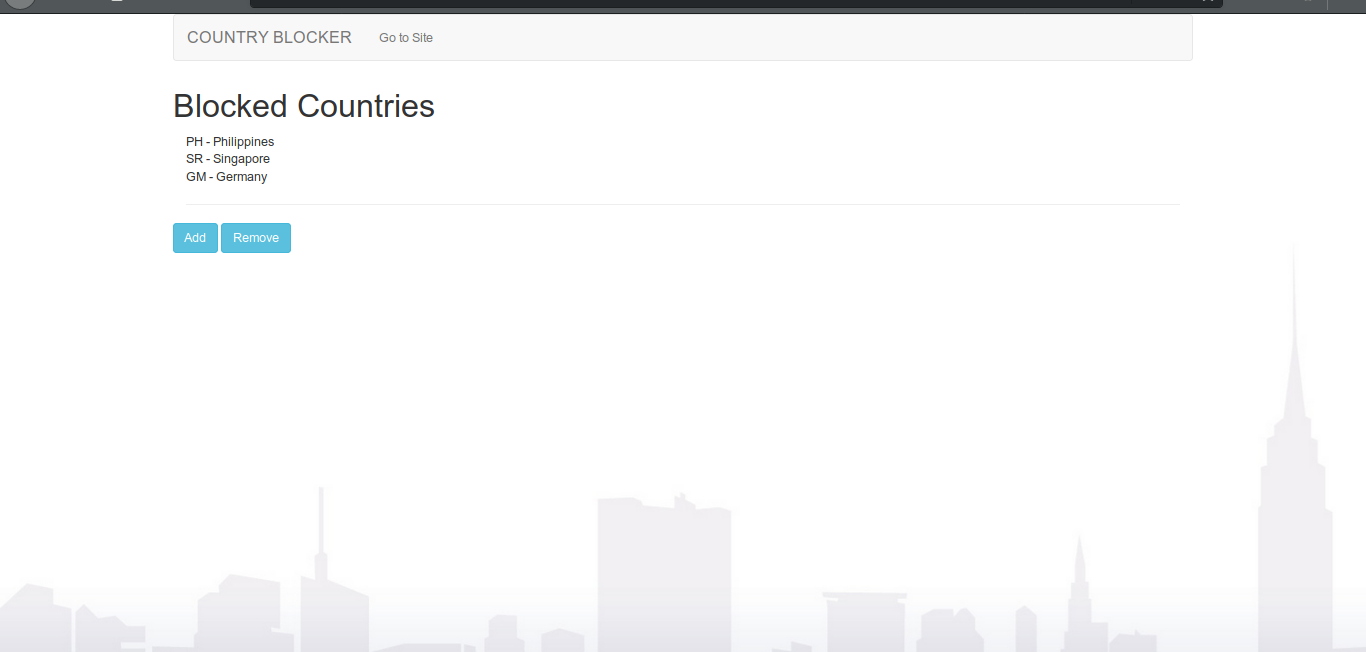 COUNTRY BLOCKER Go to Site
Blocked Countries
PH - Philippines
SR - Singapore
GM - Germany
Add Remove